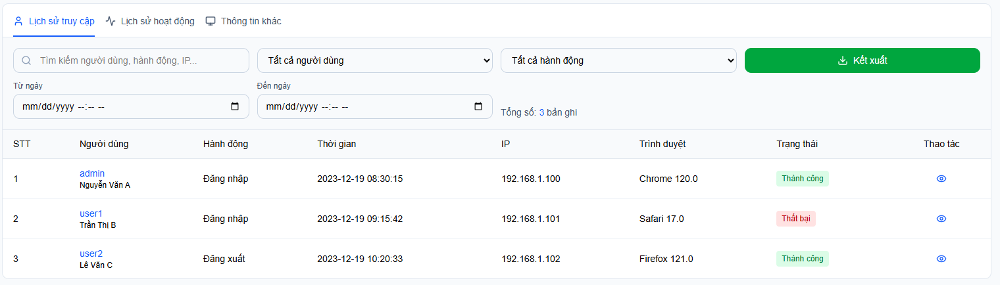 Lịch sử truy cập Lịch sử hoạt động Thông tin khác
Tìm kiếm người dùng, hành động, IP... Tất cả người dùng Tất cả hành động Kết xuất
Từ ngày Đến ngày
mm/dd/yyyy --:-- -- mm/dd/yyyy --:-- -- Tổng số: 3 bản ghi
STT Người dùng Hành động Thời gian IP Trình duyệt Trạng thái Thao tác
1 admin Đăng nhập 2023-12-19 08:30:15 192.168.1.100 Chrome 120.0 Thành công
Nguyễn Văn A
2 user1 Đăng nhập 2023-12-19 09:15:42 192.168.1.101 Safari 17.0 Thất bại
Trần Thị B
3 user2 Đăng xuất 2023-12-19 10:20:33 192.168.1.102 Firefox 121.0 Thành công
Lê Văn C